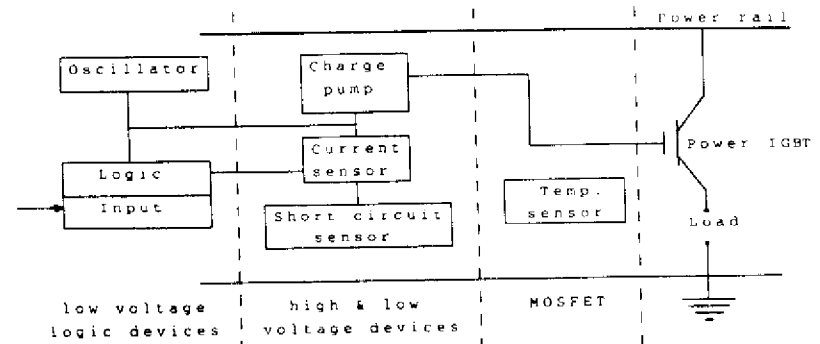 Power rail
Oscillator
Charge
pump
Power IGBT
Logic
Input
Current
sensor
Temp.
sensor
Short circuit
sensor
Load
low voltage
logic devices
high & low
voltage devices
MOSFET